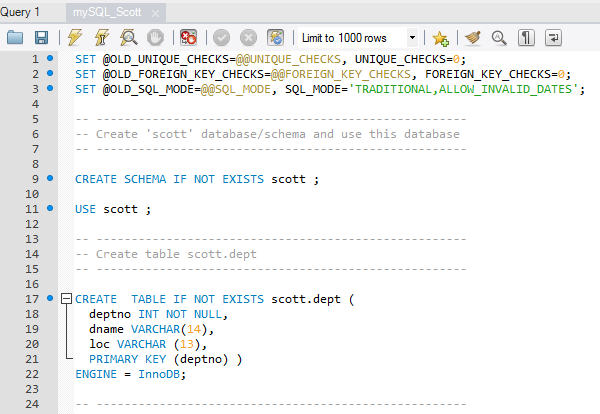 Query 1 mySQL_Scott
Limit to 1000 rows
1 SET @OLD_UNIQUE_CHECKS=@@UNIQUE_CHECKS, UNIQUE_CHECKS=0;
2 SET @OLD_FOREIGN_KEY_CHECKS=@@FOREIGN_KEY_CHECKS, FOREIGN_KEY_CHECKS=0;
3 SET @OLD_SQL_MODE=@@SQL_MODE, SQL_MODE='TRADITIONAL,ALLOW_INVALID_DATES';
4
5 -- -----------------------------------------------------
6 -- Create 'scott' database/schema and use this database
7 -- -----------------------------------------------------
8
9 CREATE SCHEMA IF NOT EXISTS scott ;
10
11 USE scott ;
12
13 -- -----------------------------------------------------
14 -- Create table scott.dept
15 -- -----------------------------------------------------
16
17 CREATE  TABLE IF NOT EXISTS scott.dept (
18   deptno INT NOT NULL,
19   dname VARCHAR(14),
20   loc VARCHAR (13),
21   PRIMARY KEY (deptno) )
22 ENGINE = InnoDB;
23
24 -- -----------------------------------------------------